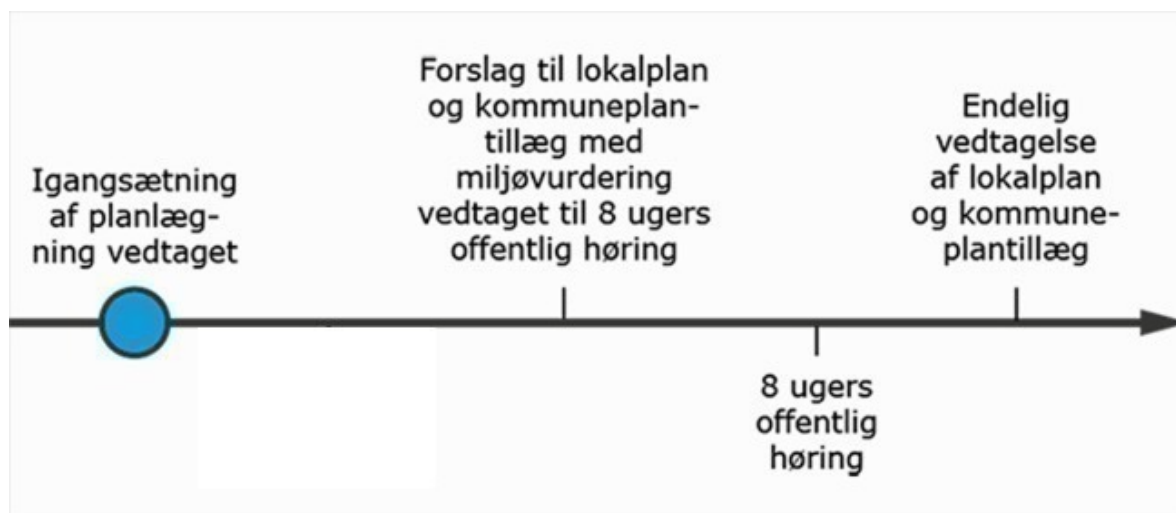 Igangsætning
af planlæg-
ning vedtaget
Forslag til lokalplan
og kommuneplan-
tillæg med
miljøvurdering
vedtaget til 8 ugers
offentlig høring
8 ugers
offentlig
høring
Endelig
vedtagelse
af lokalplan
og kommune-
plantillæg